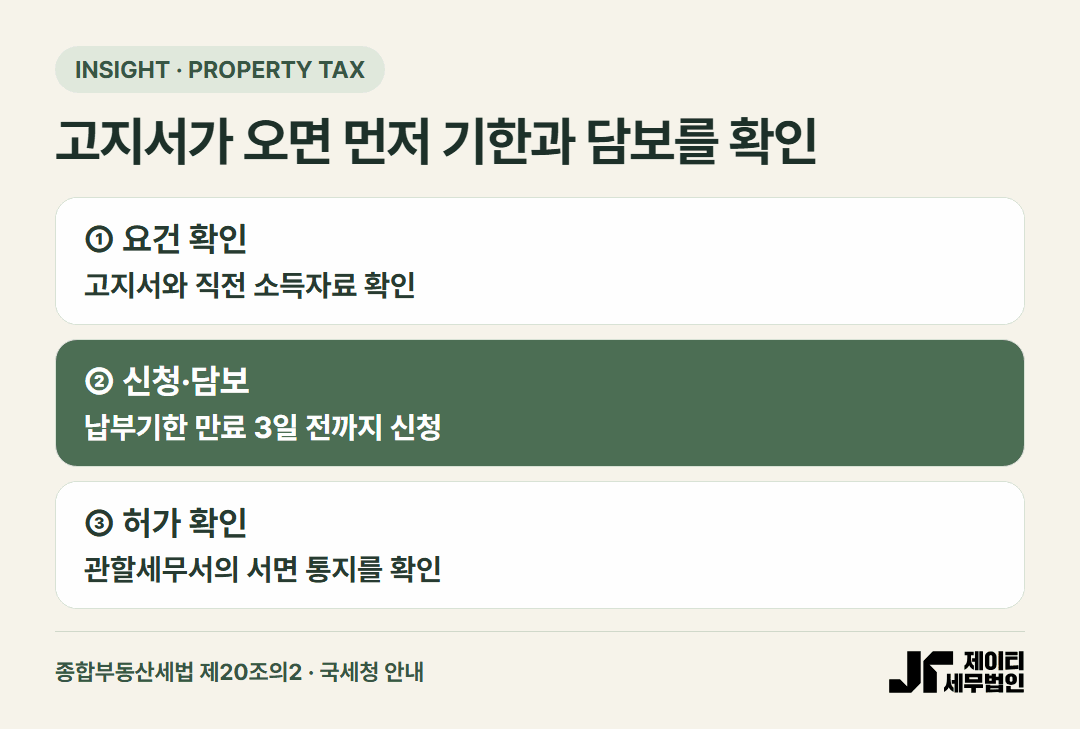 INSIGHT · PROPERTY TAX
고지서가 오면 먼저 기한과 담보를 확인
① 요건 확인
고지서와 직전 소득자료 확인
② 신청·담보
납부기한 만료 3일 전까지 신청
③ 허가 확인
관할세무서의 서면 통지를 확인
종합부동산세법 제20조의2 · 국세청 안내
JT 제이티
세무법인